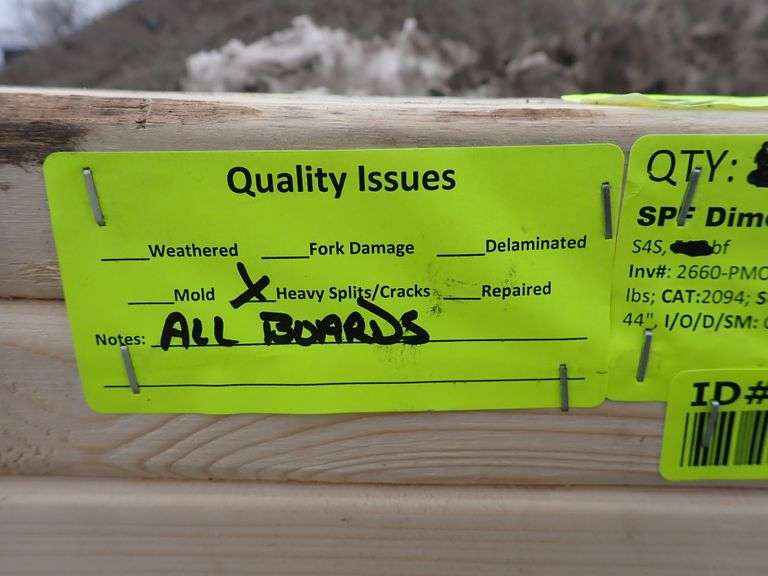 Quality Issues
____Weathered ____Fork Damage ____Delaminated
____Mold X Heavy Splits/Cracks ____Repaired
Notes: ALL BOARDS
QTY:
SPF Dime
S4S, bf
Inv#: 2660-PMO
lbs; CAT:2094; S
44", I/O/D/SM:
ID#